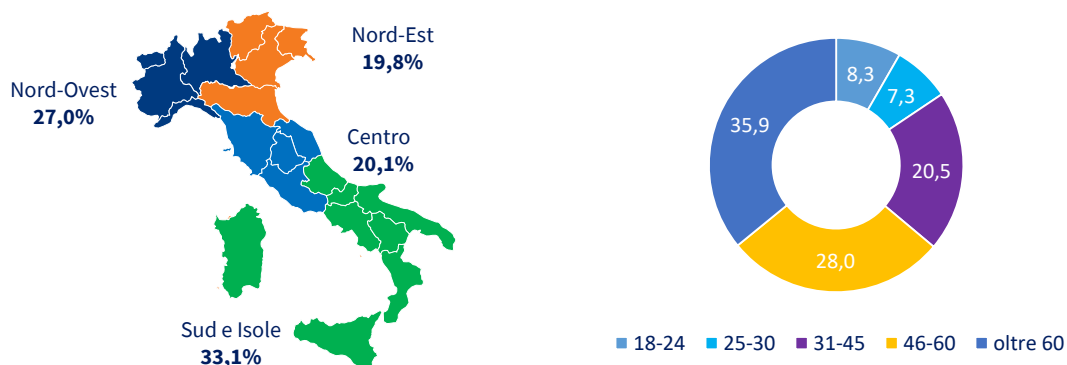 Nord-Est
19,8%
Nord-Ovest
27,0%
Centro
20,1%
Sud e Isole
33,1%
8,3
7,3
20,5
28,0
35,9
18-24 25-30 31-45 46-60 oltre 60